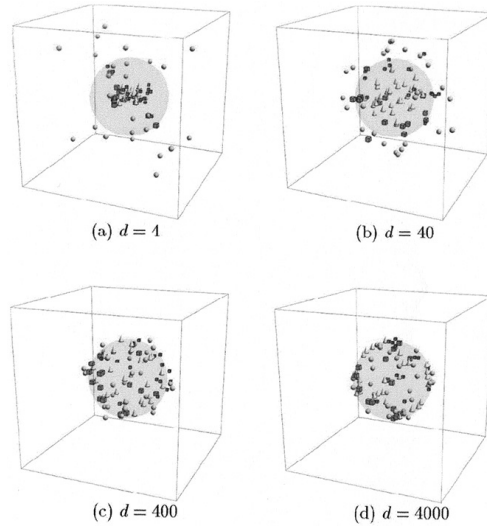 (a) d = 4
(b) d = 40
(c) d = 400
(d) d = 4000